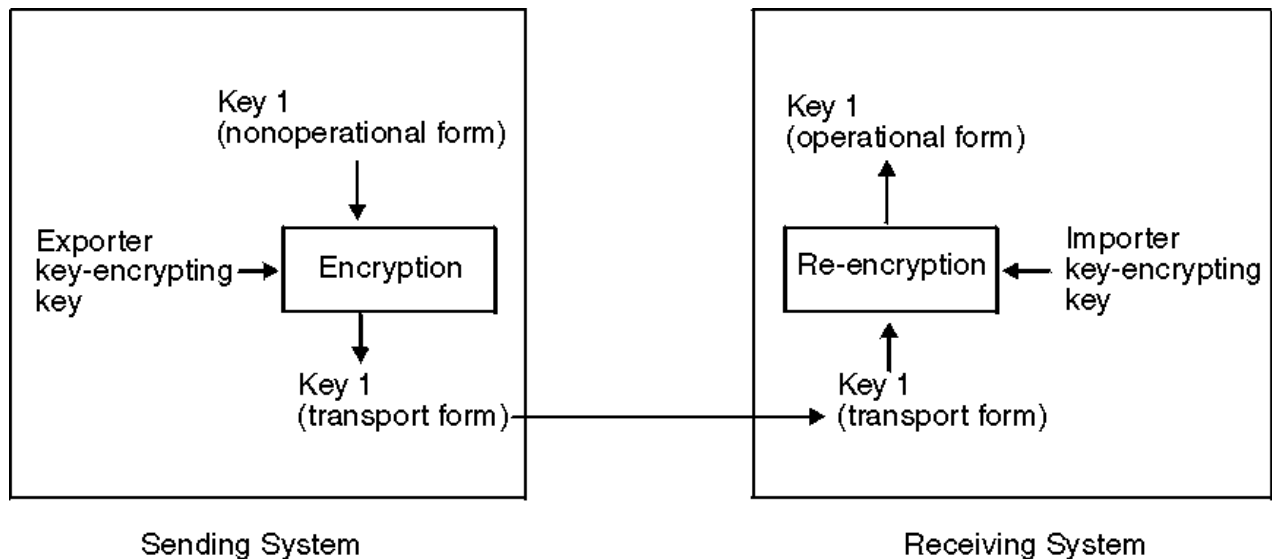 Key 1
(nonoperational form)
Exporter
key-encrypting
key
Encryption
Key 1
(transport form)
Sending System
Key 1
(operational form)
Re-encryption
Importer
key-encrypting
key
Key 1
(transport form)
Receiving System